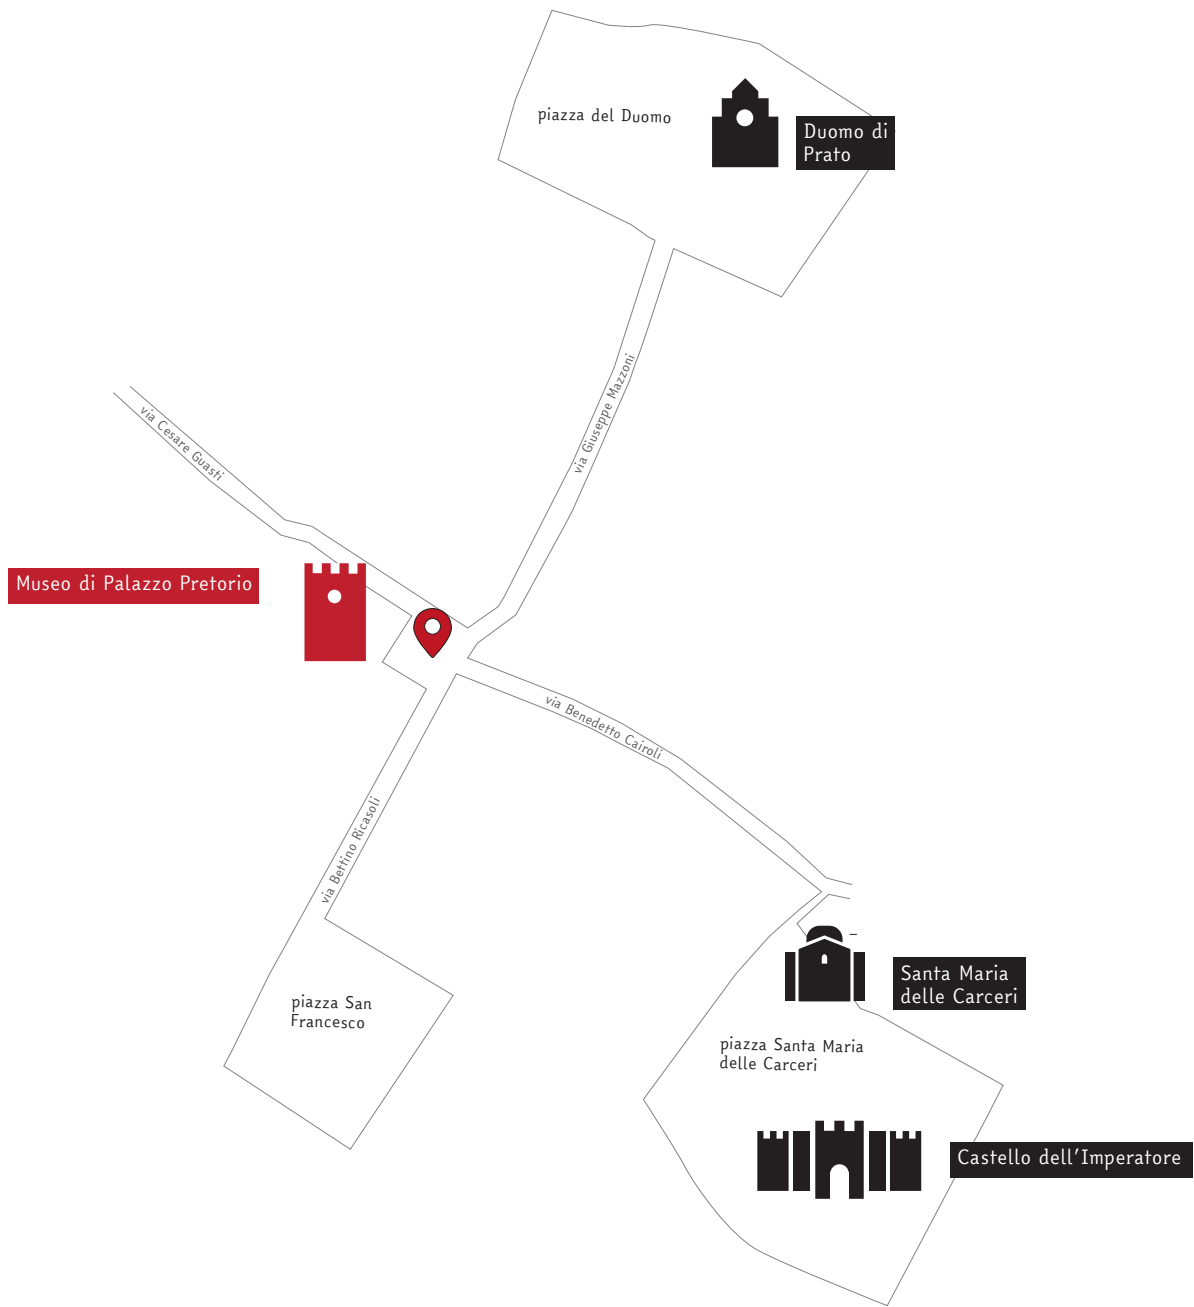 piazza del Duomo
Duomo di
Prato
via Giuseppe Mazzoni
via Cesare Guasti
Museo di Palazzo Pretorio
via Benedetto Cairoli
via Bettino Ricasoli
Santa Maria
delle Carceri
piazza San
Francesco
piazza Santa Maria
delle Carceri
Castello dell'Imperatore